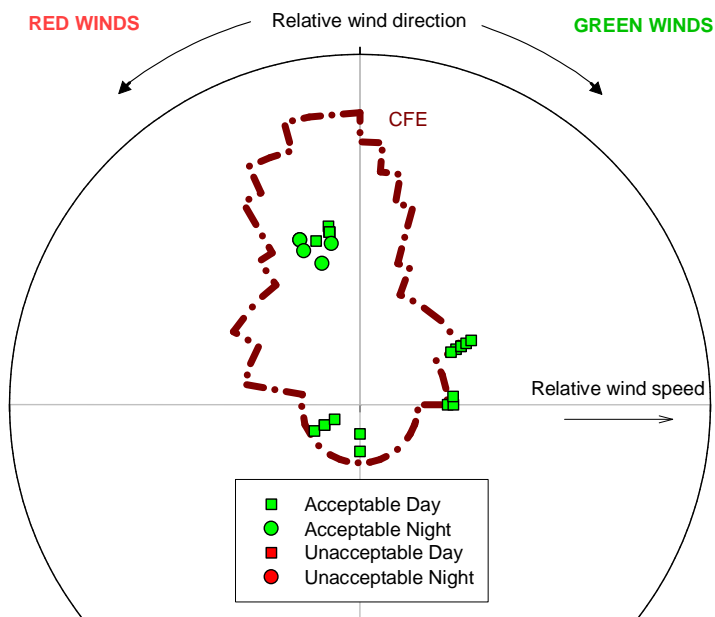 RED WINDS
Relative wind direction
GREEN WINDS
CFE
Relative wind speed
Acceptable Day
Acceptable Night
Unacceptable Day
Unacceptable Night